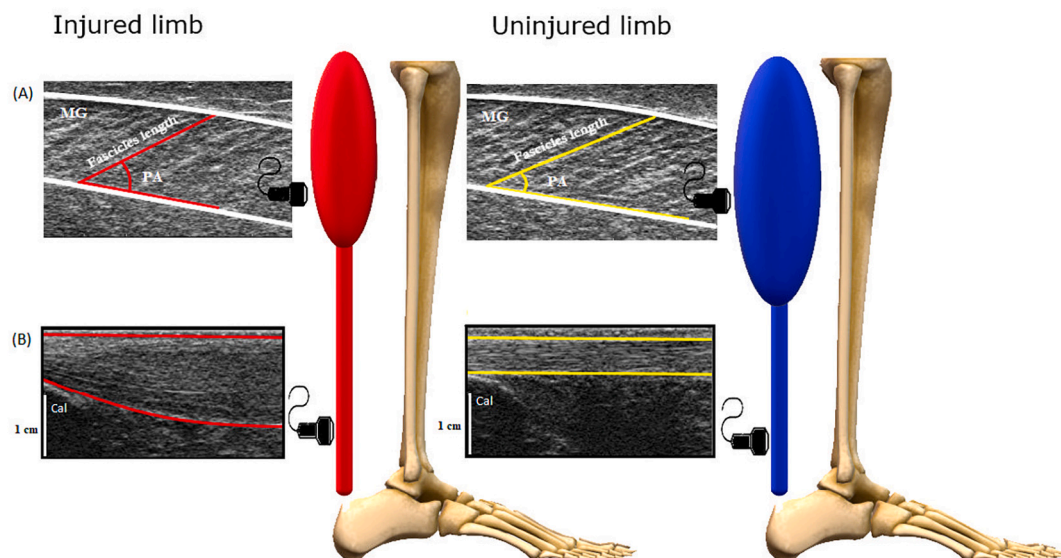 Injured limb
Uninjured limb
(A)
MG
Fascicles length
PA
MG
Fascicles length
PA
(B)
Cal
1 cm
Cal
1 cm